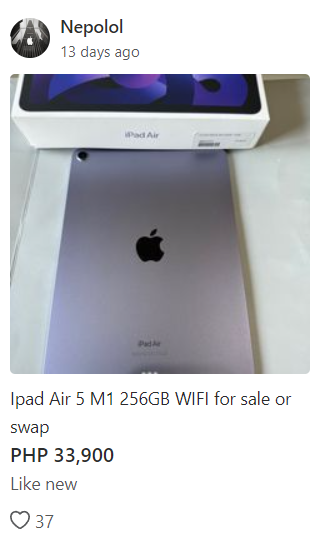 Nepolol
13 days ago
iPad Air
iPad Air
Ipad Air 5 M1 256GB WIFI for sale or
swap
PHP 33,900
Like new
37